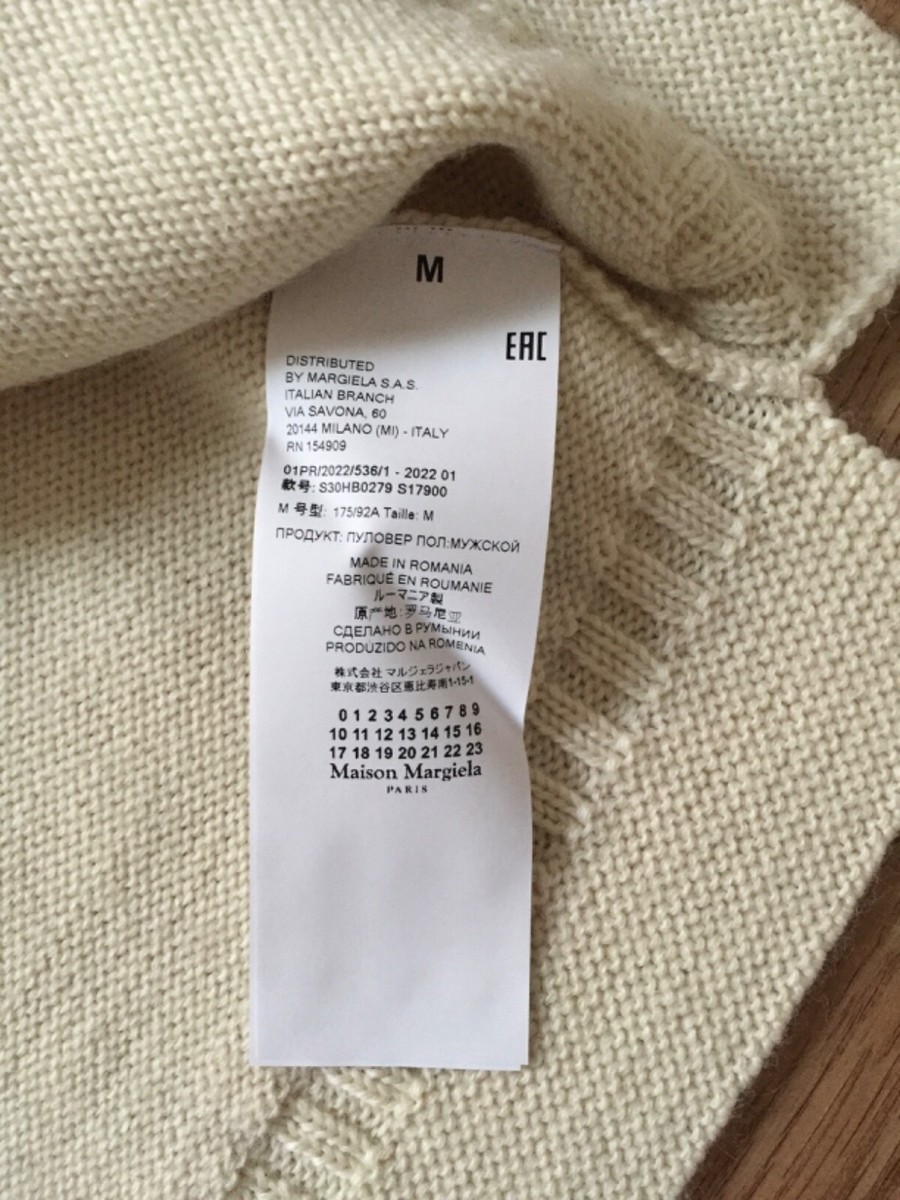 M
EAC
DISTRIBUTED
BY MARGIELA S.A.S.
ITALIAN BRANCH
VIA SAVONA, 60
20144 MILANO (MI) - ITALY
RN 154909
01PR/2022/536/1 - 2022 01
款号: S30HB0279 S17900
M 号型: 175/92A Taille: M
ПРОДУКТ: ПУЛОВЕР ПОЛ:МУЖСКОЙ
MADE IN ROMANIA
FABRIQUÉ EN ROUMANIE
ルーマニア製
原产地:罗马尼亚
СДЕЛАНО В РУМЫНИИ
PRODUZIDO NA ROMENIA
株式会社 マルジェラジャパン
東京都渋谷区恵比寿南1-15-1
0 1 2 3 4 5 6 7 8 9
10 11 12 13 14 15 16
17 18 19 20 21 22 23
Maison Margiela
PARIS